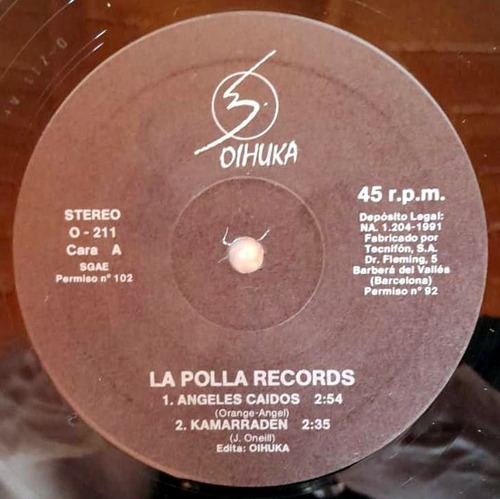 OIHUKA
STEREO
O - 211
Cara A
SGAE
Permiso nº 102
45 r.p.m.
Depósito Legal:
NA. 1.204-1991
Fabricado por
Tecnifón, S.A.
Dr. Fleming, 5
Barberá del Vallés
(Barcelona)
Permiso nº 92
LA POLLA RECORDS
1. ANGELES CAIDOS 2:54
(Orange-Angel)
2. KAMARRADEN 2:35
(J. Oneill)
Edita: OIHUKA